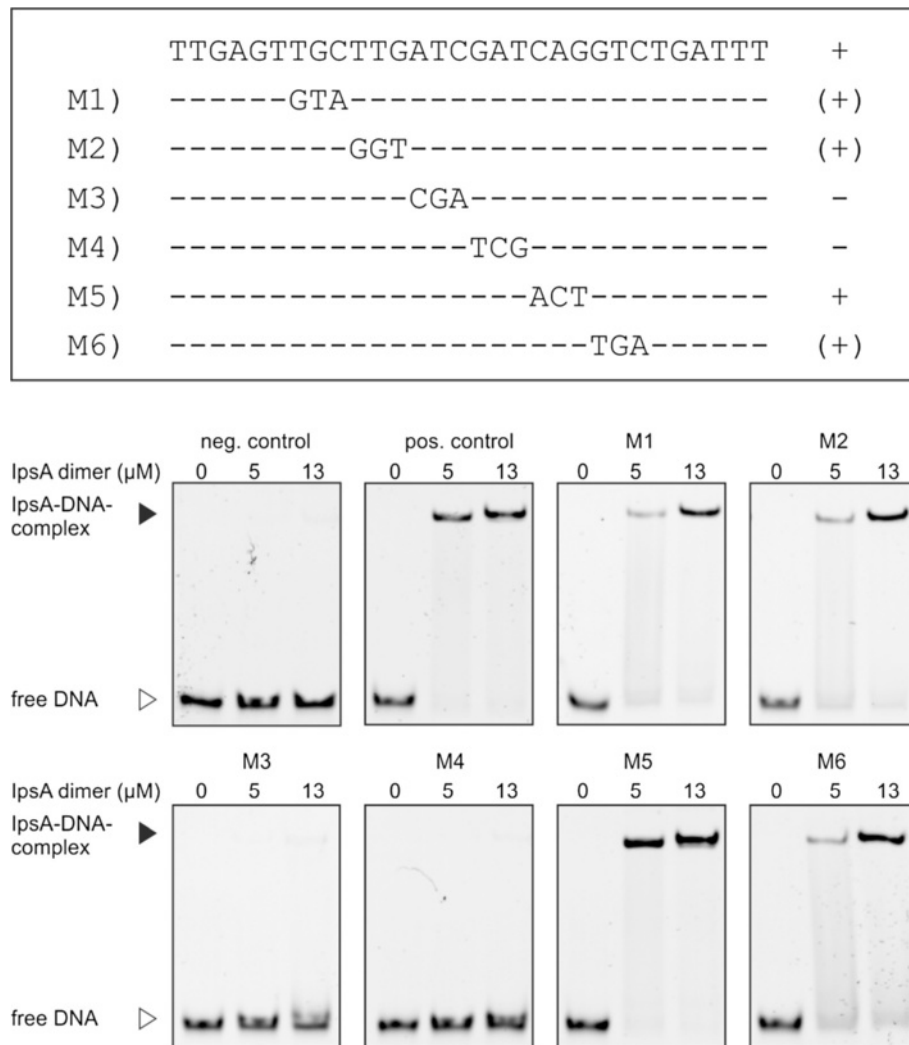 TTGAGTTGCTTGATCGATCAGGTCTGATTT +
M1) ------GTA--------------------- (+)
M2) ---------GGT------------------ (+)
M3) ------------CGA--------------- -
M4) ---------------TCG------------ -
M5) ------------------ACT--------- +
M6) ---------------------TGA------ (+)
neg. control pos. control M1 M2
IpsA dimer (µM) 0 5 13 0 5 13 0 5 13 0 5 13
IpsA-DNA-
complex
free DNA
M3 M4 M5 M6
IpsA dimer (µM) 0 5 13 0 5 13 0 5 13 0 5 13
IpsA-DNA-
complex
free DNA